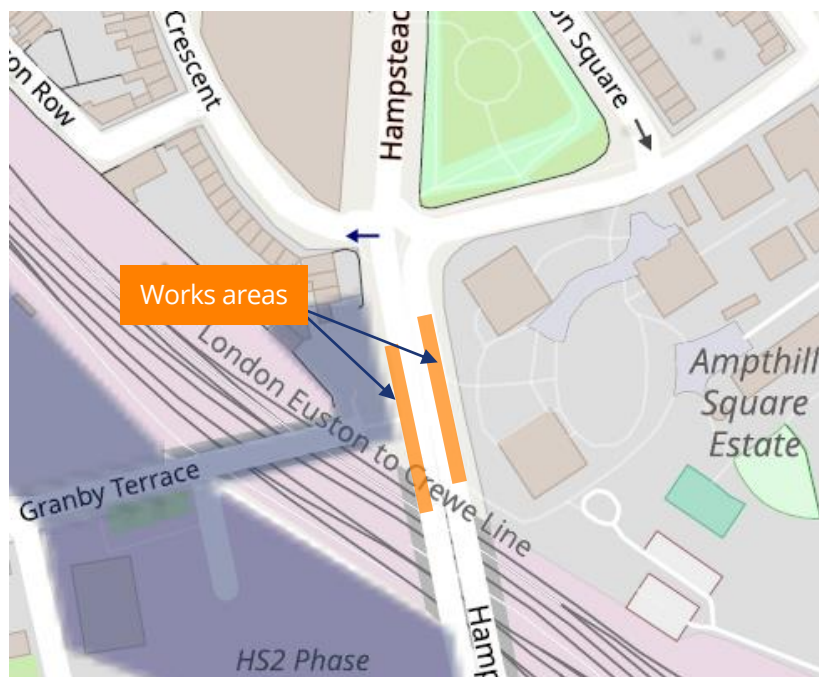 Crescent
on Row
Hampstead
on Square
Works areas
London Euston to Crewe Line
Ampthill
Square
Estate
Granby Terrace
HS2 Phase
Hamp